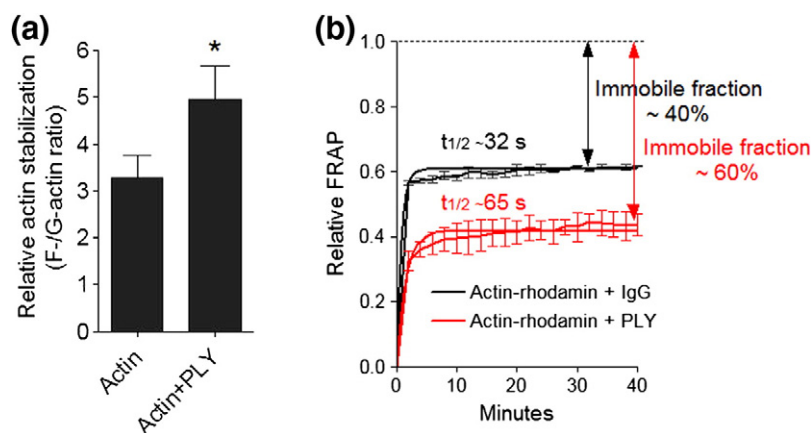 (a)
Relative actin stabilization
(F-/G-actin ratio)
6
5
4
3
2
1
0
*
Actin
Actin+PLY
(b)
Relative FRAP
1.0
0.8
0.6
0.4
0.2
0.0
Immobile fraction
~ 40%
t1/2 ~32 s
Immobile fraction
~ 60%
t1/2 ~65 s
Actin-rhodamin + IgG
Actin-rhodamin + PLY
0 10 20 30 40
Minutes